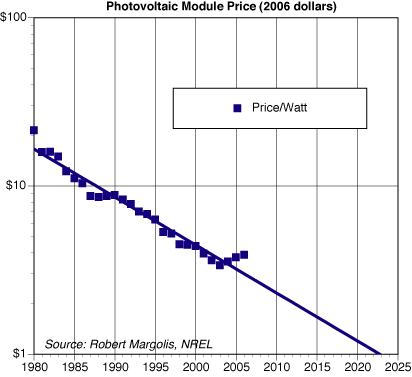 Photovoltaic Module Price (2006 dollars)
$100
Price/Watt
$10
Source: Robert Margolis, NREL
$1
1980 1985 1990 1995 2000 2005 2010 2015 2020 2025